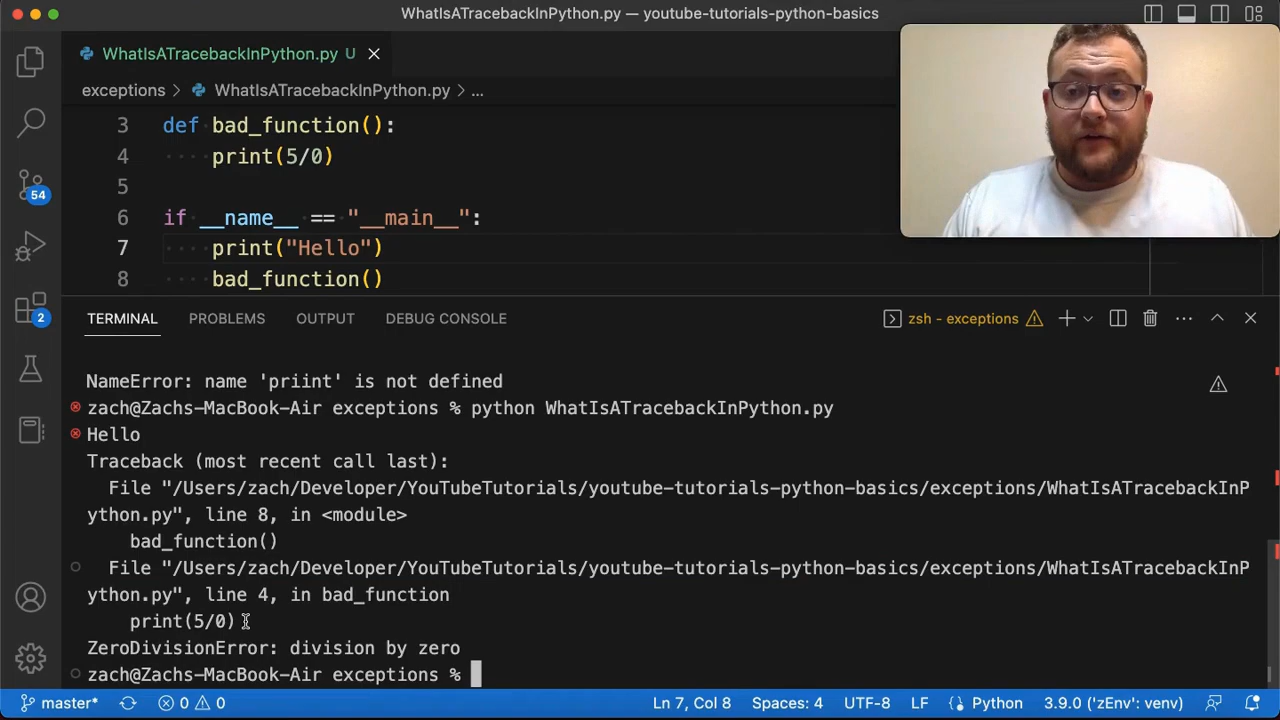 WhatIsATracebackInPython.py — youtube-tutorials-python-basics
WhatIsATracebackInPython.py U
exceptions > WhatIsATracebackInPython.py > ...
3 def bad_function():
4 ····print(5/0)
5
6 if __name__ == "__main__":
7 ····print("Hello")
8 ····bad_function()
54
2
TERMINAL PROBLEMS OUTPUT DEBUG CONSOLE zsh - exceptions
NameError: name 'priint' is not defined
zach@Zachs-MacBook-Air exceptions % python WhatIsATracebackInPython.py
Hello
Traceback (most recent call last):
File "/Users/zach/Developer/YouTubeTutorials/youtube-tutorials-python-basics/exceptions/WhatIsATracebackInP
ython.py", line 8, in <module>
bad_function()
File "/Users/zach/Developer/YouTubeTutorials/youtube-tutorials-python-basics/exceptions/WhatIsATracebackInP
ython.py", line 4, in bad_function
print(5/0)
ZeroDivisionError: division by zero
zach@Zachs-MacBook-Air exceptions %
master* 0 0 Ln 7, Col 8 Spaces: 4 UTF-8 LF Python 3.9.0 ('zEnv': venv)